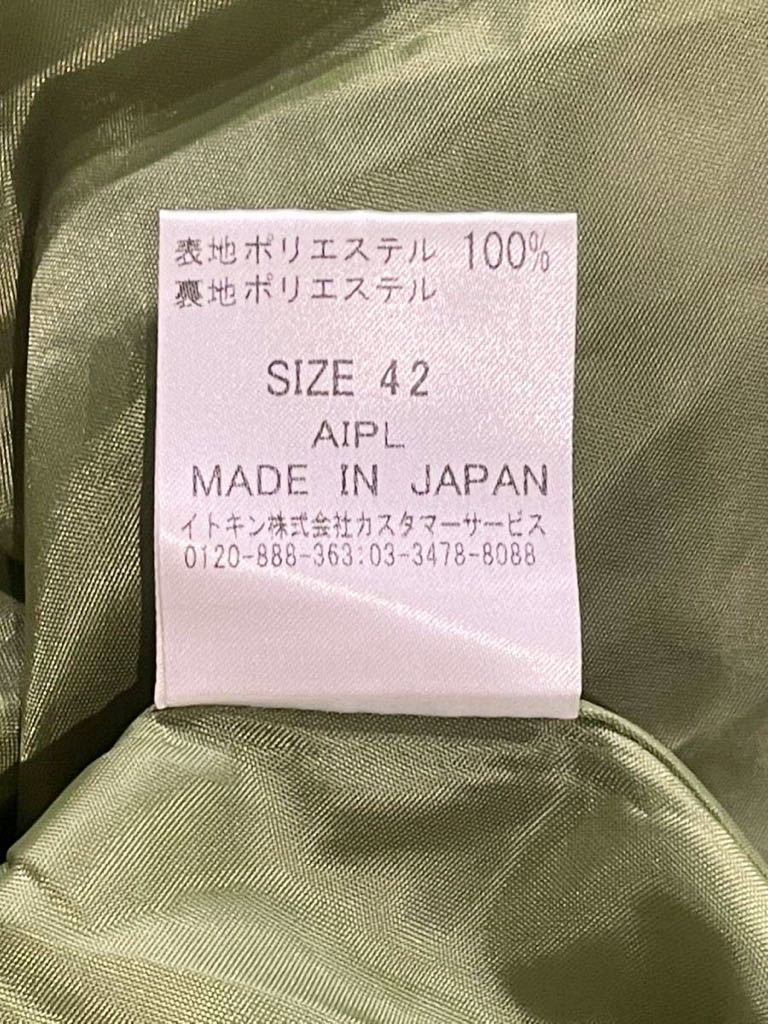 表地ポリエステル 100%
裏地ポリエステル
SIZE 42
AIPL
MADE IN JAPAN
イトキン株式会社カスタマーサービス
0120-888-363:03-3478-8088